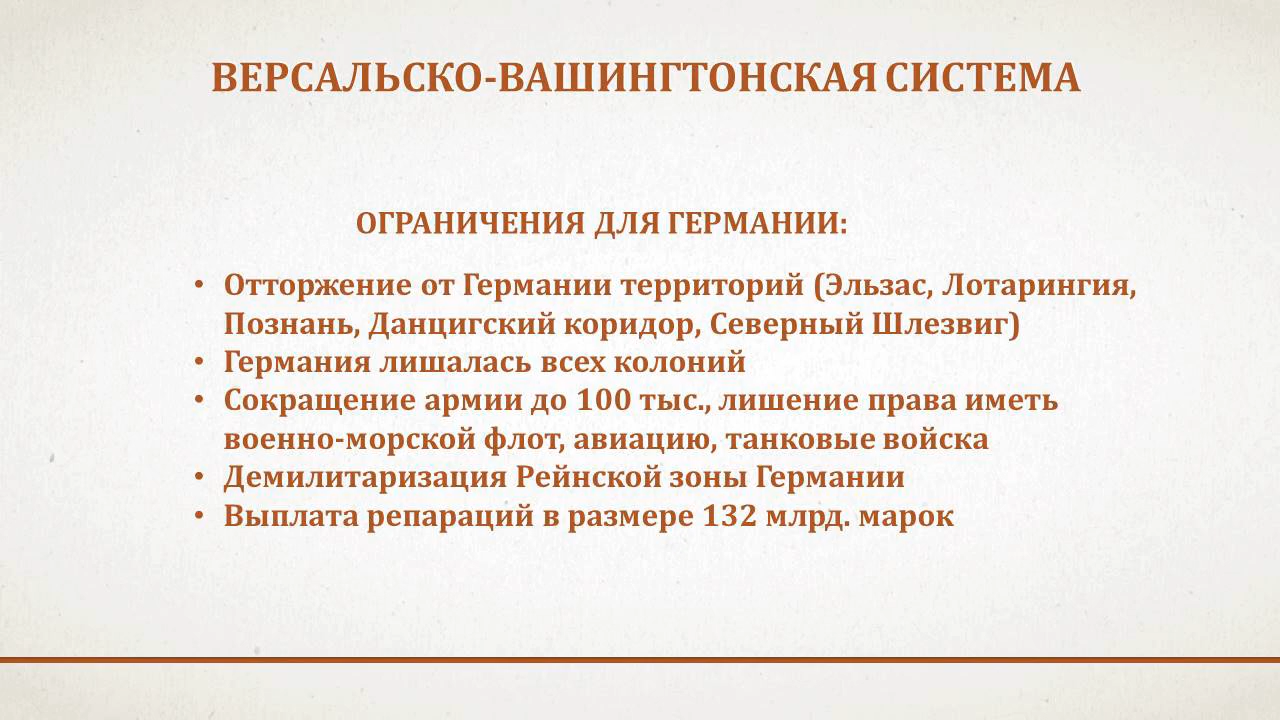 ВЕРСАЛЬСКО-ВАШИНГТОНСКАЯ СИСТЕМА
ОГРАНИЧЕНИЯ ДЛЯ ГЕРМАНИИ:
• Отторжение от Германии территорий (Эльзас, Лотарингия,
Познань, Данцигский коридор, Северный Шлезвиг)
• Германия лишалась всех колоний
• Сокращение армии до 100 тыс., лишение права иметь
военно-морской флот, авиацию, танковые войска
• Демилитаризация Рейнской зоны Германии
• Выплата репараций в размере 132 млрд. марок